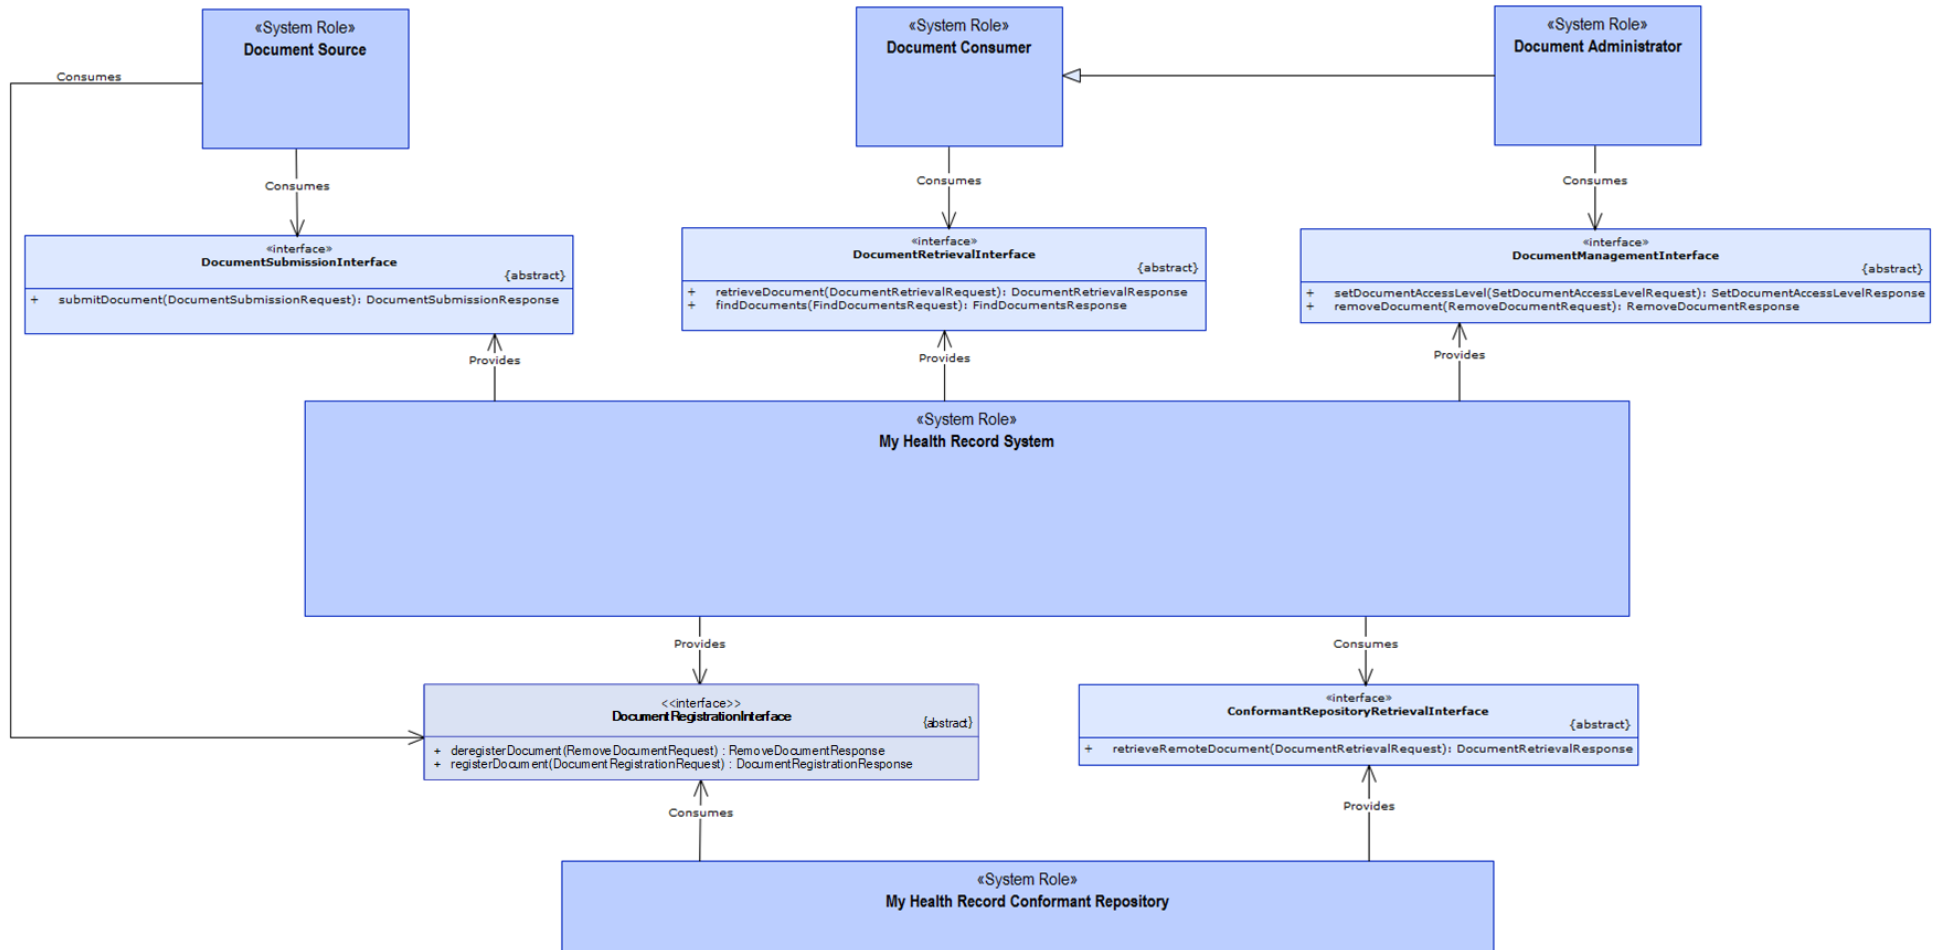 «System Role»
Document Source
«System Role»
Document Consumer
«System Role»
Document Administrator
Consumes
Consumes
Consumes
Consumes
«interface»
DocumentSubmissionInterface
{abstract}
+ submitDocument(DocumentSubmissionRequest): DocumentSubmissionResponse
«interface»
DocumentRetrievalInterface
{abstract}
+ retrieveDocument(DocumentRetrievalRequest): DocumentRetrievalResponse
+ findDocuments(FindDocumentsRequest): FindDocumentsResponse
«interface»
DocumentManagementInterface
{abstract}
+ setDocumentAccessLevel(SetDocumentAccessLevelRequest): SetDocumentAccessLevelResponse
+ removeDocument(RemoveDocumentRequest): RemoveDocumentResponse
Provides
Provides
Provides
«System Role»
My Health Record System
Provides
Consumes
<<interface>>
DocumentRegistrationInterface
{abstract}
+ deregisterDocument(RemoveDocumentRequest) : RemoveDocumentResponse
+ registerDocument(DocumentRegistrationRequest) : DocumentRegistrationResponse
«interface»
ConformantRepositoryRetrievalInterface
{abstract}
+ retrieveRemoteDocument(DocumentRetrievalRequest): DocumentRetrievalResponse
Consumes
Provides
«System Role»
My Health Record Conformant Repository